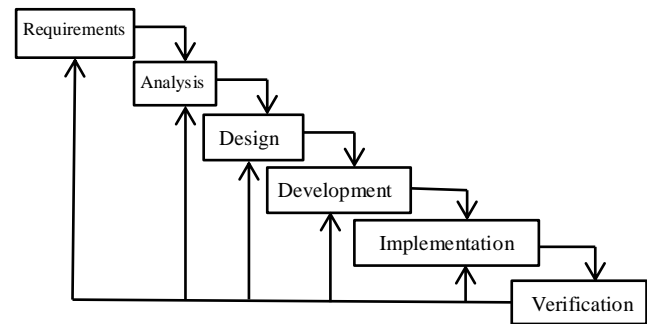 Requirements
Analysis
Design
Development
Implementation
Verification